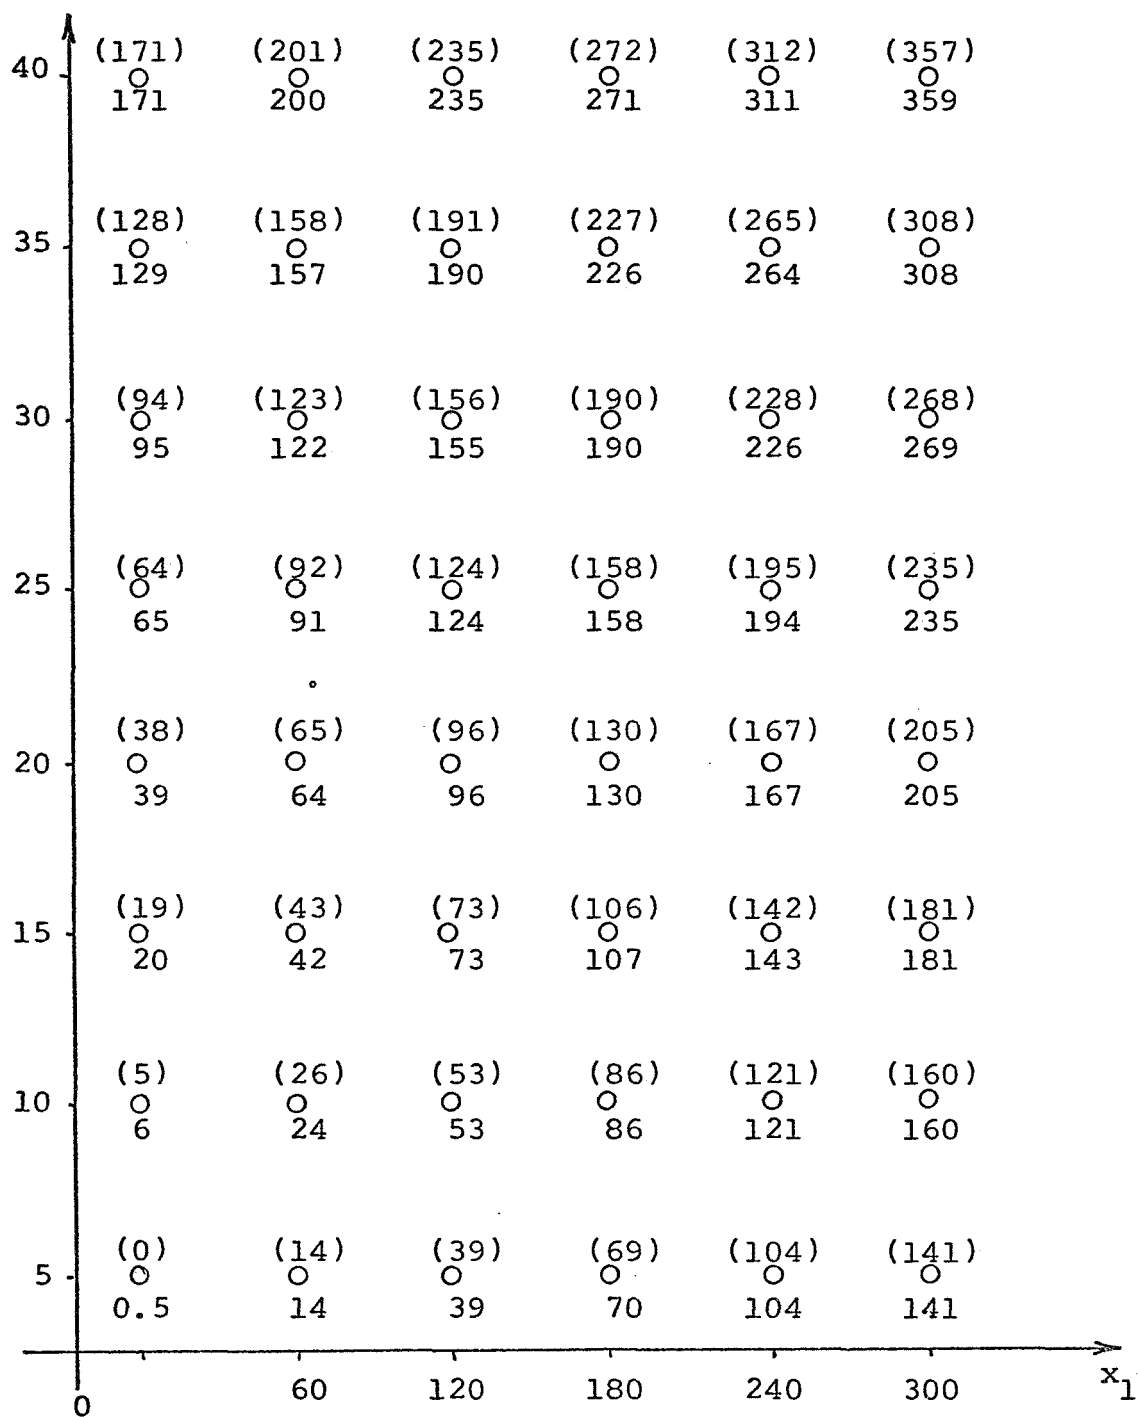 (171) (201) (235) (272) (312) (357)
40
171 200 235 271 311 359
(128) (158) (191) (227) (265) (308)
35
129 157 190 226 264 308
(94) (123) (156) (190) (228) (268)
30
95 122 155 190 226 269
(64) (92) (124) (158) (195) (235)
25
65 91 124 158 194 235
(38) (65) (96) (130) (167) (205)
20
39 64 96 130 167 205
(19) (43) (73) (106) (142) (181)
15
20 42 73 107 143 181
(5) (26) (53) (86) (121) (160)
10
6 24 53 86 121 160
(0) (14) (39) (69) (104) (141)
5
0.5 14 39 70 104 141
0 60 120 180 240 300 x1